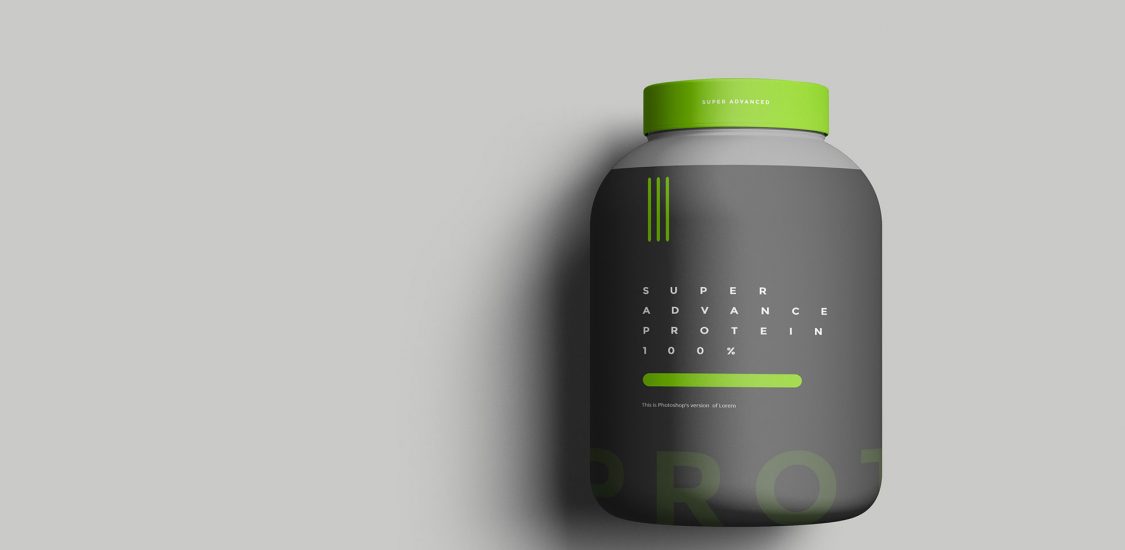 SUPER ADVANCED
SUPER
ADVANCE
PROTEIN
100%
This is Photoshop's version of Lorem
P PROT